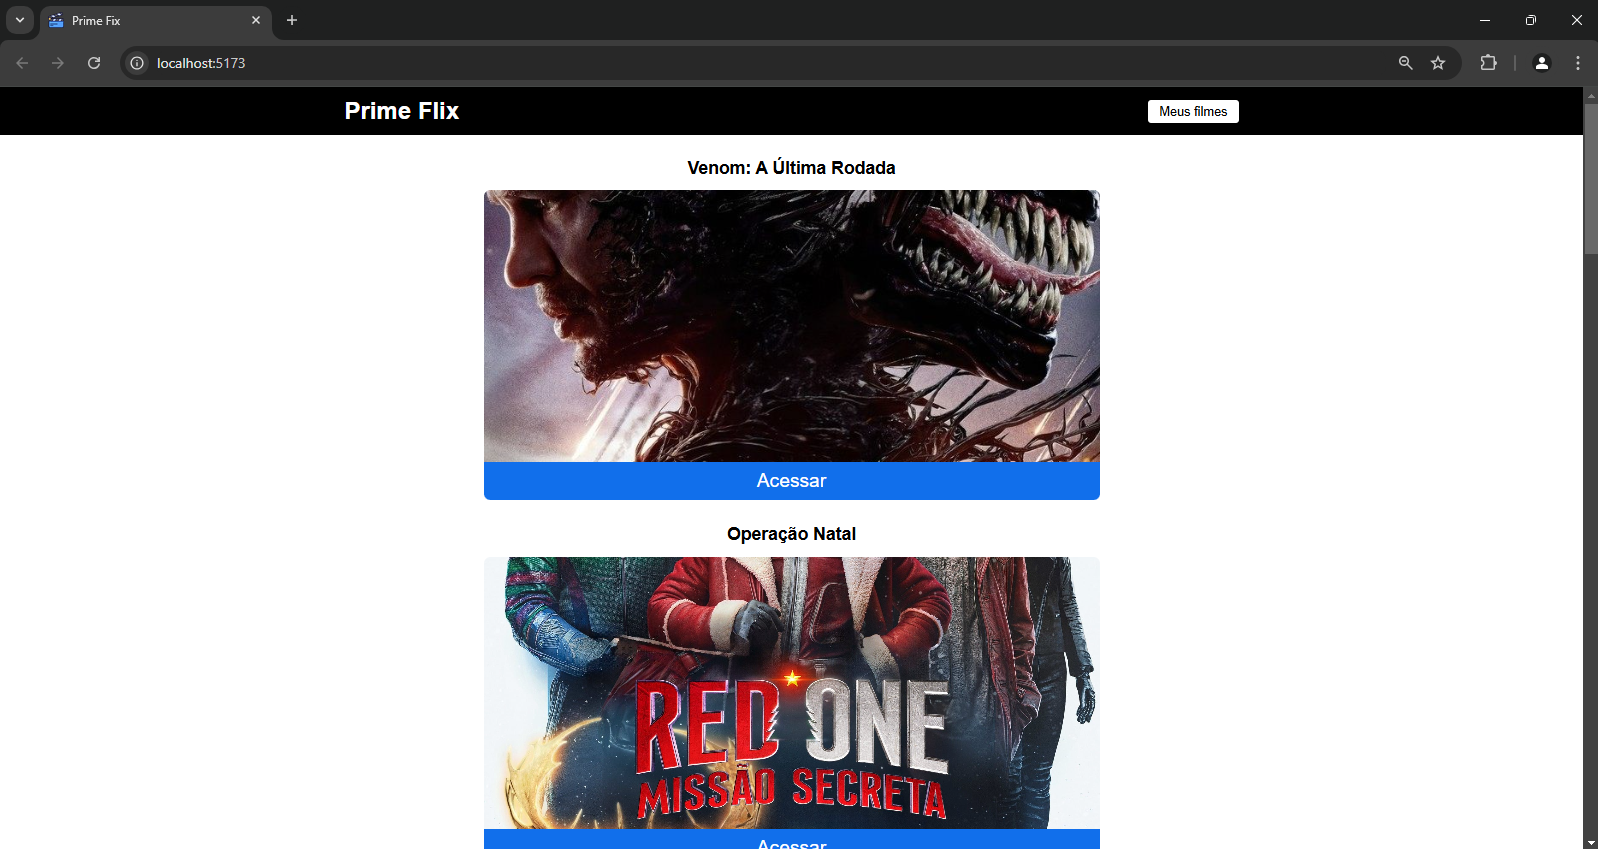 Prime Fix
localhost:5173
Prime Flix
Meus filmes
Venom: A Última Rodada
Acessar
Operação Natal
RED ONE
MISSÃO SECRETA
Acessar